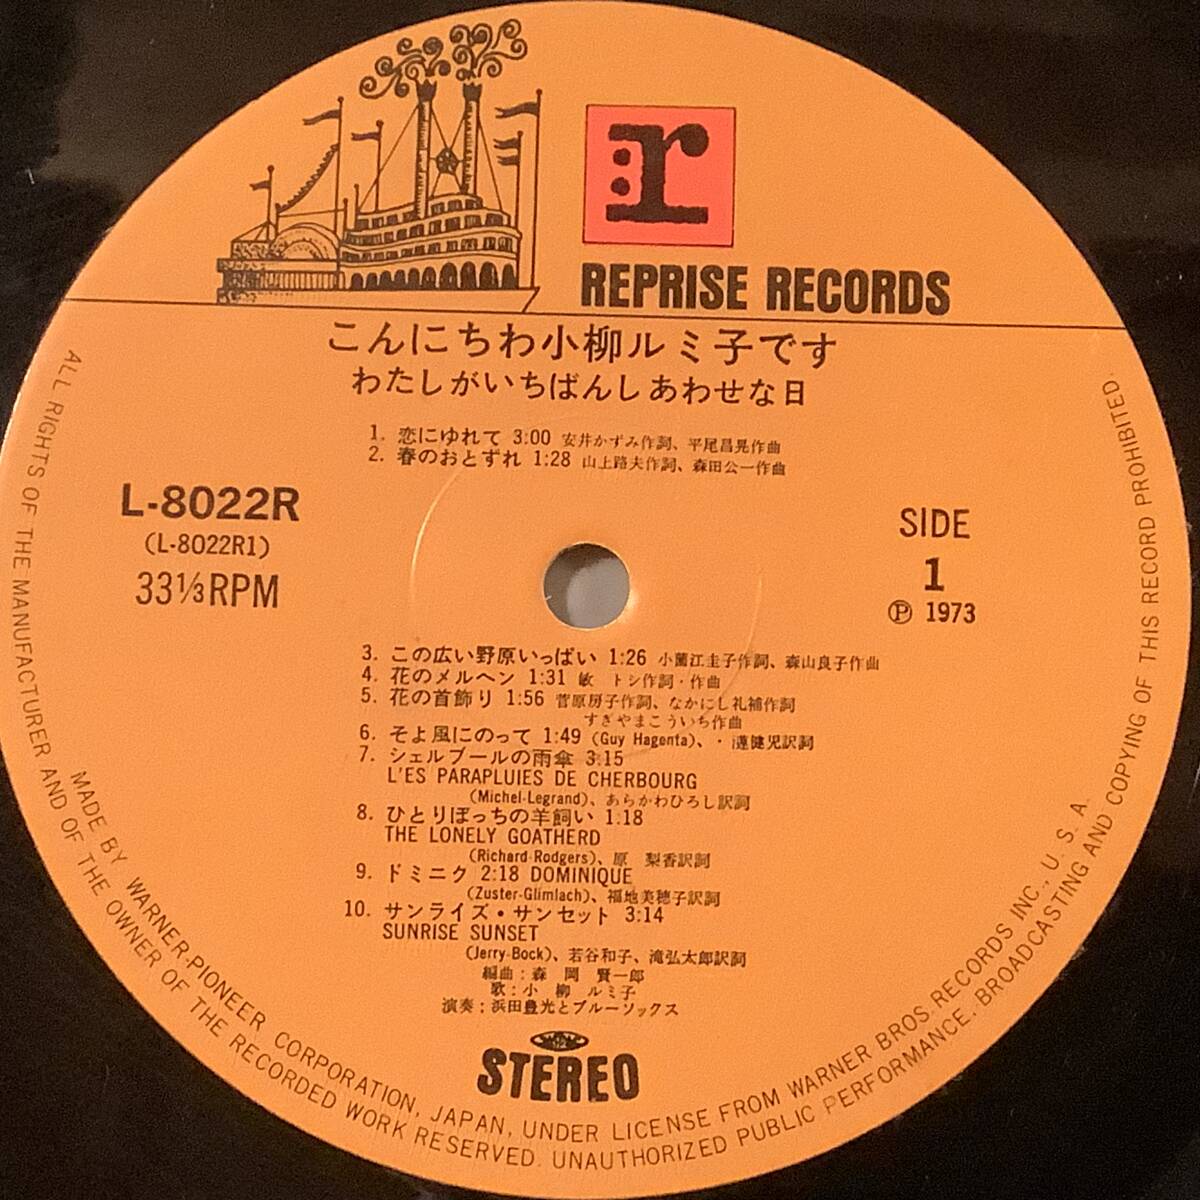 r
REPRISE RECORDS
こんにちわ小柳ルミ子です
わたしがいちばんしあわせな日
1. 恋にゆれて 3:00 安井かずみ作詞、平尾昌晃作曲
2. 春のおとずれ 1:28 山上路夫作詞、森田公一作曲
L-8022R
(L-8022R1)
33⅓RPM
SIDE
1
Ⓟ 1973
3. この広い野原いっぱい 1:26 小薗江圭子作詞、森山良子作曲
4. 花のメルヘン 1:31 敏 トシ作詞・作曲
5. 花の首飾り 1:56 菅原房子作詞、なかにし礼補作詞
すぎやまこういち作曲
6. そよ風にのって 1:49 (Guy Hagenta)、・蓮健児訳詞
7. シェルブールの雨傘 3:15
L'ES PARAPLUIES DE CHERBOURG
(Michel-Legrand)、あらかわひろし訳詞
8. ひとりぼっちの羊飼い 1:18
THE LONELY GOATHERD
(Richard-Rodgers)、原 梨香訳詞
9. ドミニク 2:18 DOMINIQUE
(Zuster-Glimlach)、福地美穂子訳詞
10. サンライズ・サンセット 3:14
SUNRISE SUNSET
(Jerry-Bock)、若谷和子、滝弘太郎訳詞
編曲：森 岡 賢一郎
歌：小 柳 ルミ子
演奏：浜田豊光とブルーソックス
STEREO
MADE BY WARNER-PIONEER CORPORATION, JAPAN, UNDER LICENSE FROM WARNER BROS. RECORDS INC., U. S. A.
ALL RIGHTS OF THE MANUFACTURER AND OF THE OWNER OF THE RECORDED WORK RESERVED. UNAUTHORIZED PUBLIC PERFORMANCE, BROADCASTING AND COPYING OF THIS RECORD PROHIBITED.